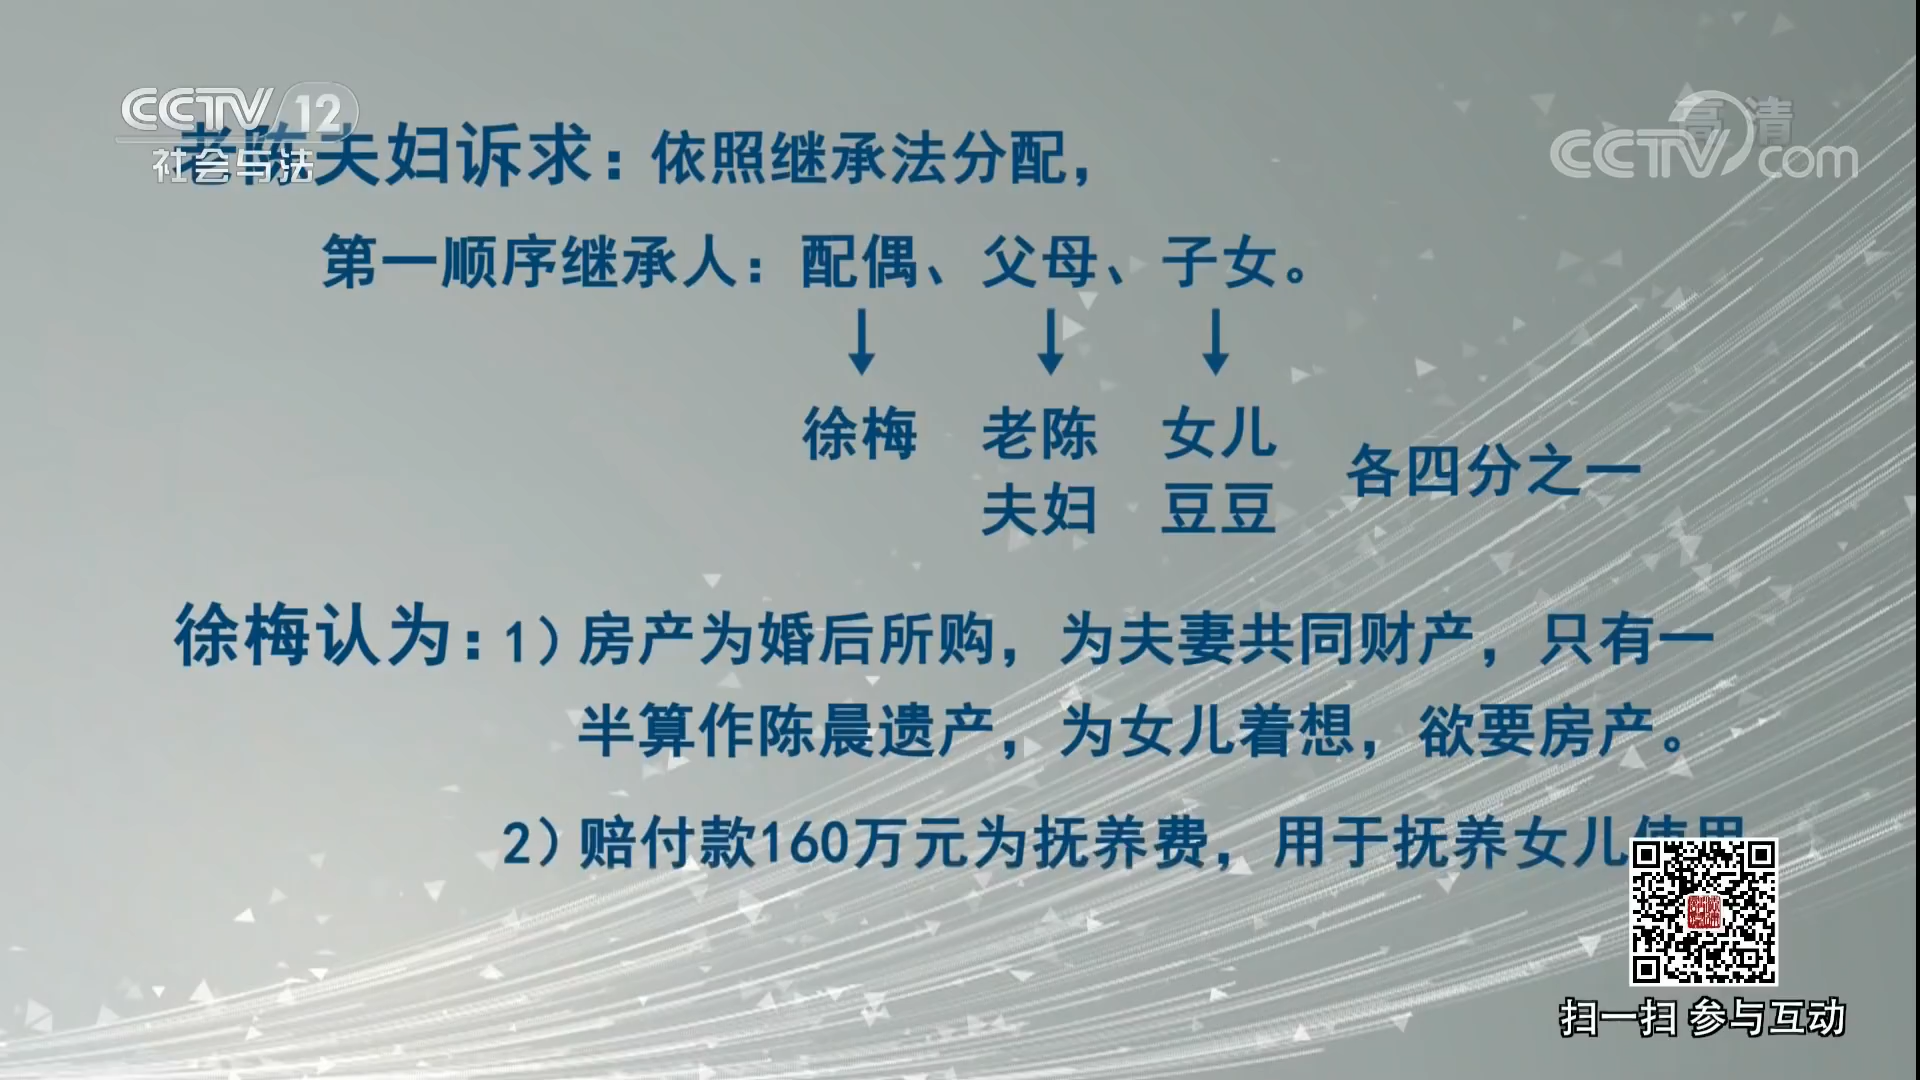 CCTV 12
社会与法
高清
CCTV.com
老陈夫妇诉求：依照继承法分配，
第一顺序继承人：配偶、父母、子女。
徐梅 老陈 女儿
夫妇 豆豆
各四分之一
徐梅认为：1）房产为婚后所购，为夫妻共同财产，只有一
半算作陈晨遗产，为女儿着想，欲要房产。
2）赔付款160万元为抚养费，用于抚养女儿使用
扫一扫 参与互动